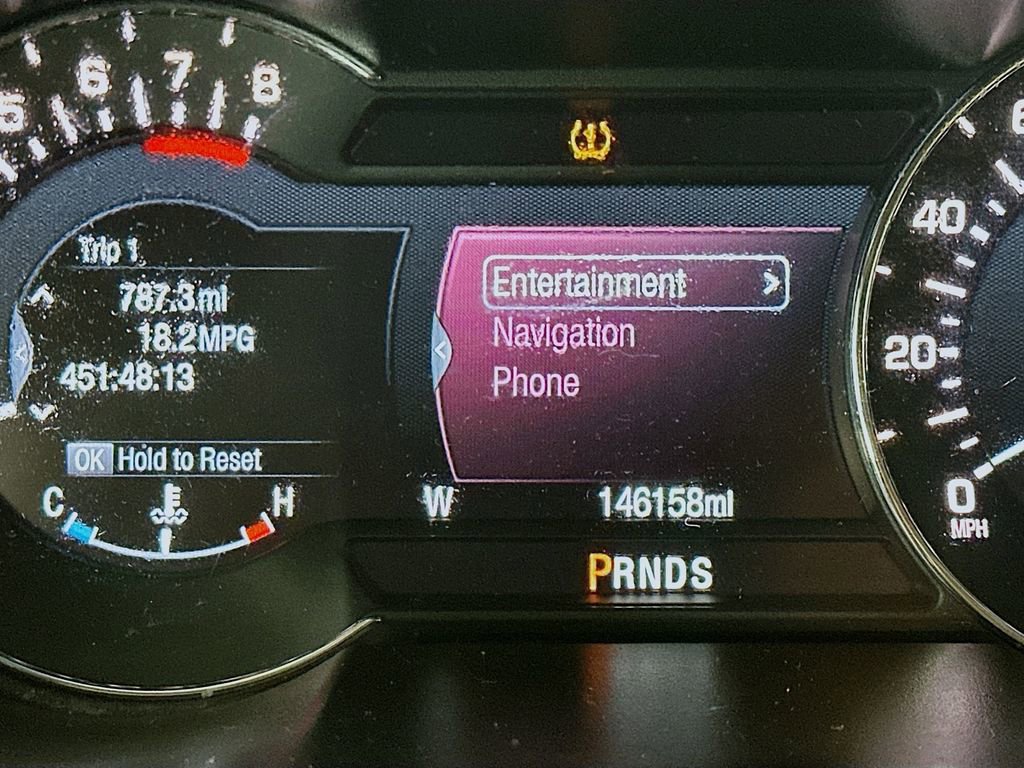 5 6 7 8
Trip 1
787.3mi
18.2MPG
451:48:13
OK Hold to Reset
C H
Entertainment >
Navigation
Phone
W 146158mi
PRNDS
6
40
20
0
MPH